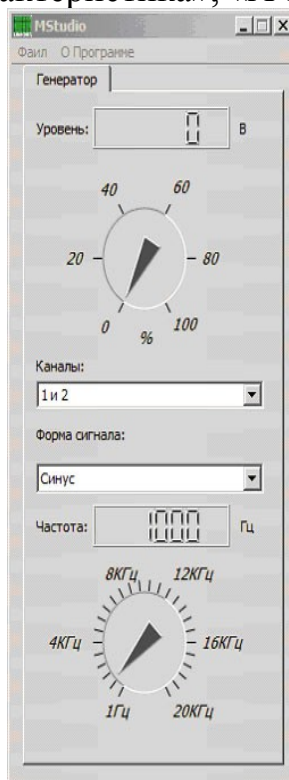 MStudio
Фаил О Программе
Генератор
Уровень: 0 В
40 60
20 80
0 % 100
Каналы:
1 и 2
Форма сигнала:
Синус
Частота: 1000 Гц
8КГц 12КГц
4КГц 16КГц
1Гц 20КГц